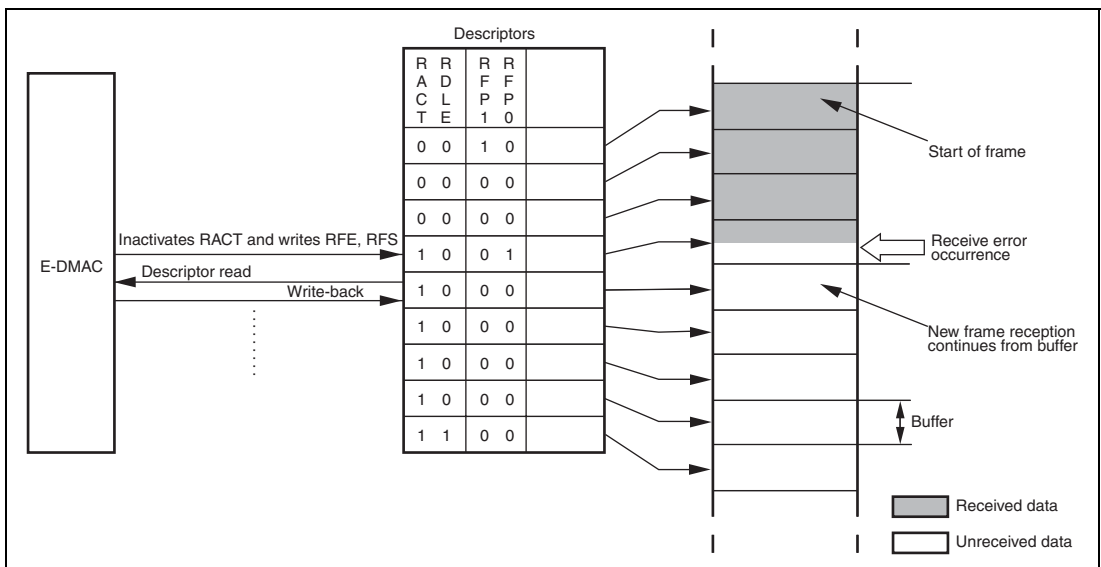 Descriptors
R R R R
A D F F
C L P P
T E 1 0
0 0 1 0
Start of frame
0 0 0 0
0 0 0 0
Inactivates RACT and writes RFE, RFS
1 0 0 1
Receive error
occurrence
E-DMAC
Descriptor read
1 0 0 0
Write-back
1 0 0 0
New frame reception
continues from buffer
1 0 0 0
1 0 0 0
Buffer
1 1 0 0
Received data
Unreceived data